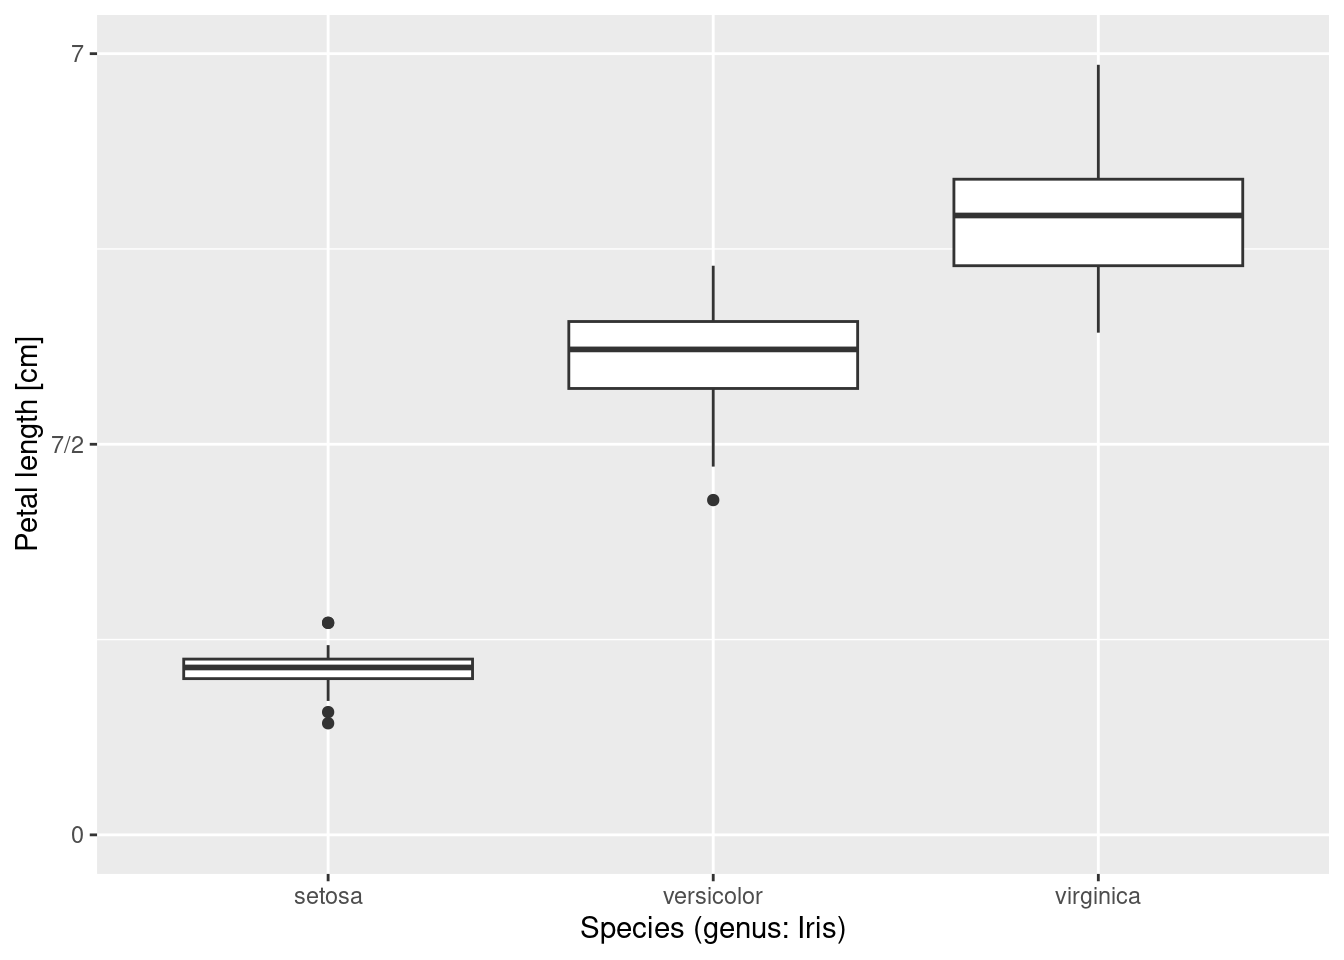 7
7/2
0
Petal length [cm]
setosa versicolor virginica
Species (genus: Iris)